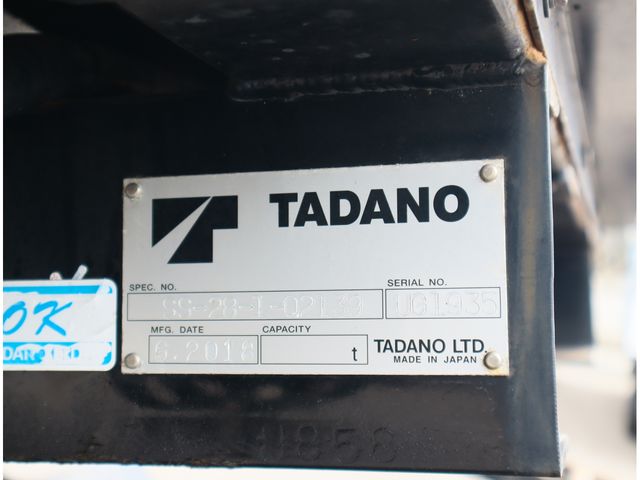 TADANO
SPEC. NO.
SS-28-1-02139
SERIAL NO.
UG1935
MFG. DATE
6.2018
CAPACITY
t
TADANO LTD.
MADE IN JAPAN
OK